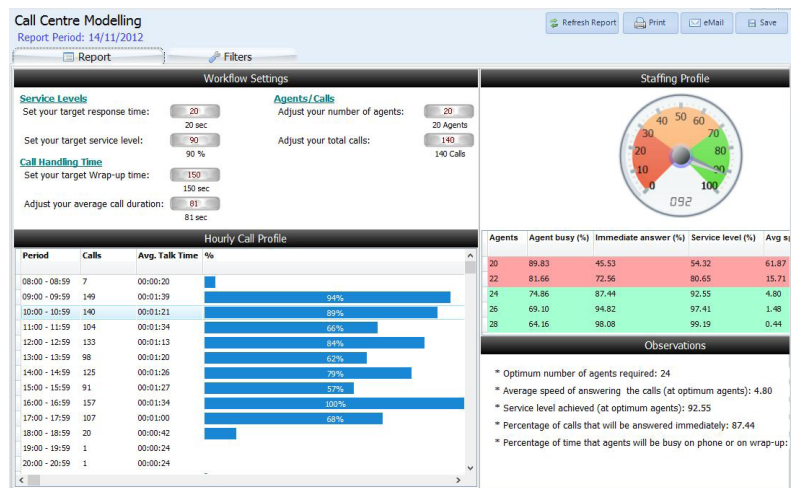 Call Centre Modelling
Report Period: 14/11/2012
Refresh Report Print eMail Save
Report Filters
Workflow Settings
Service Levels
Set your target response time: 20
20 sec
Set your target service level: 90
90 %
Call Handling Time
Set your target Wrap-up time: 150
150 sec
Adjust your average call duration: 81
81 sec
Agents/Calls
Adjust your number of agents: 20
20 Agents
Adjust your total calls: 140
140 Calls
Hourly Call Profile
Period Calls Avg. Talk Time %
08:00 - 08:59 7 00:00:20
09:00 - 09:59 149 00:01:39 94%
10:00 - 10:59 140 00:01:21 89%
11:00 - 11:59 104 00:01:34 66%
12:00 - 12:59 133 00:01:13 84%
13:00 - 13:59 98 00:01:20 62%
14:00 - 14:59 125 00:01:26 79%
15:00 - 15:59 91 00:01:27 57%
16:00 - 16:59 157 00:01:34 100%
17:00 - 17:59 107 00:01:00 68%
18:00 - 18:59 20 00:00:42
19:00 - 19:59 1 00:00:24
20:00 - 20:59 1 00:00:24
Staffing Profile
0 10 20 30 40 50 60 70 80 90 100
092
Agents Agent busy (%) Immediate answer (%) Service level (%) Avg sp
20 89.83 45.53 54.32 61.87
22 81.66 72.56 80.65 15.71
24 74.86 87.44 92.55 4.80
26 69.10 94.82 97.41 1.48
28 64.16 98.08 99.19 0.44
Observations
* Optimum number of agents required: 24
* Average speed of answering the calls (at optimum agents): 4.80
* Service level achieved (at optimum agents): 92.55
* Percentage of calls that will be answered immediately: 87.44
* Percentage of time that agents will be busy on phone or on wrap-up: